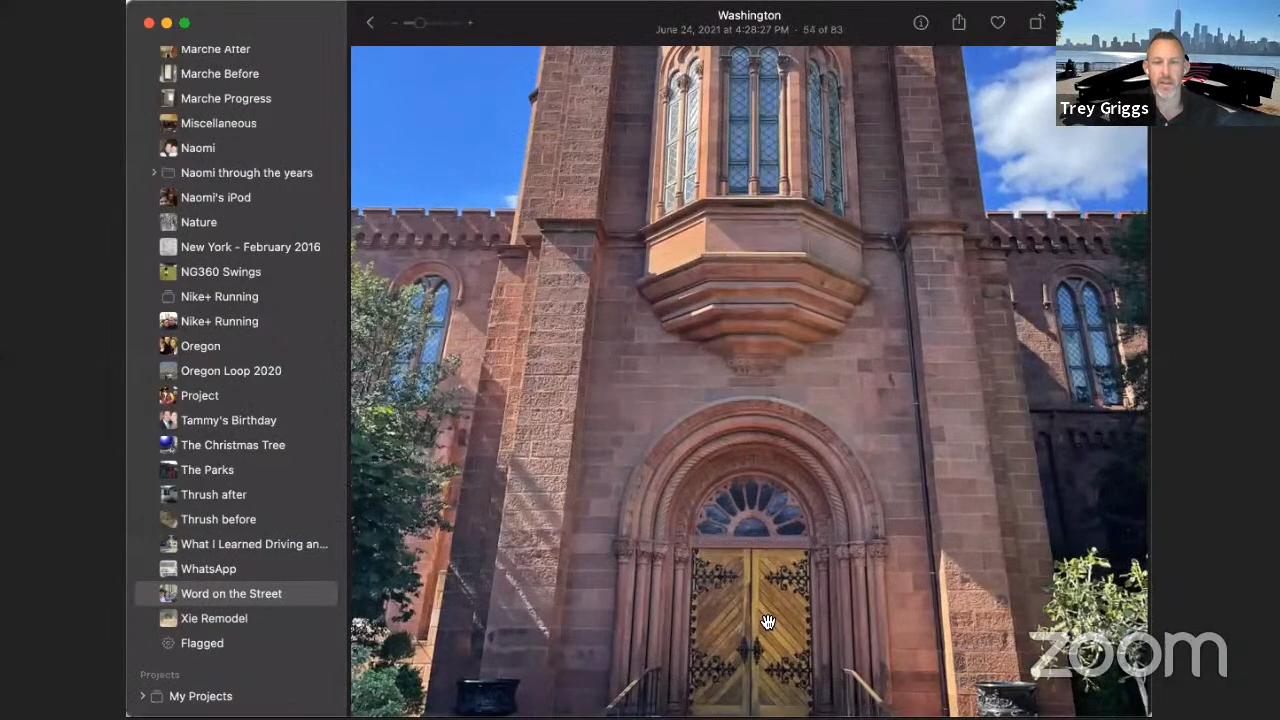 Washington
June 24, 2021 at 4:28:27 PM · 54 of 83
Trey Griggs
Marche After
Marche Before
Marche Progress
Miscellaneous
Naomi
Naomi through the years
Naomi's iPod
Nature
New York - February 2016
NG360 Swings
Nike+ Running
Nike+ Running
Oregon
Oregon Loop 2020
Project
Tammy's Birthday
The Christmas Tree
The Parks
Thrush after
Thrush before
What I Learned Driving an...
WhatsApp
Word on the Street
Xie Remodel
Flagged
Projects
My Projects
zoom